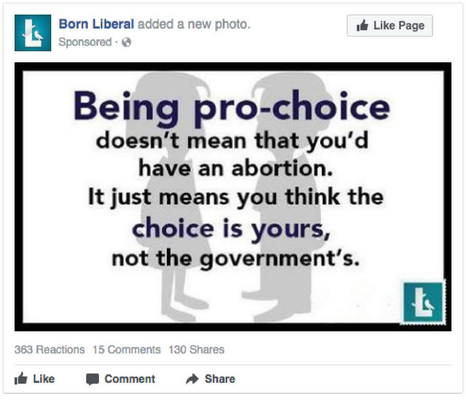 Born Liberal added a new photo.
Like Page
Sponsored ·
Being pro-choice
doesn't mean that you'd
have an abortion.
It just means you think the
choice is yours,
not the government's.
Ł
363 Reactions 15 Comments 130 Shares
Like Comment Share